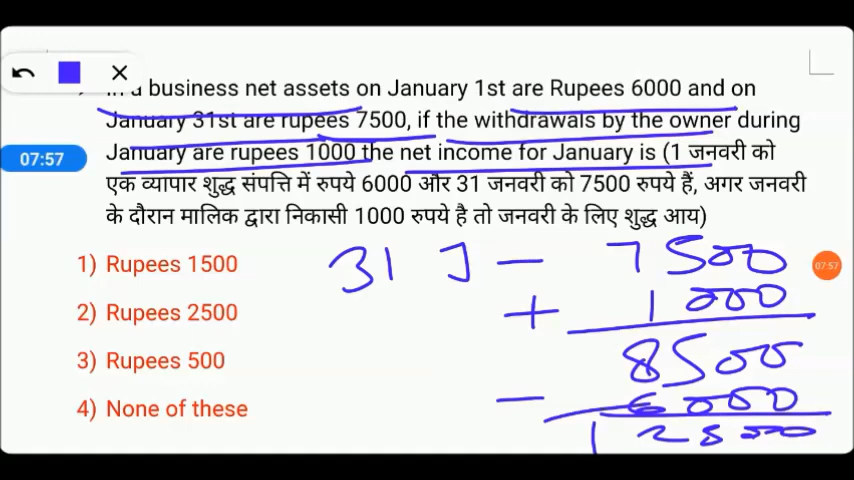 In a business net assets on January 1st are Rupees 6000 and on
07:57 January 31st are rupees 7500, if the withdrawals by the owner during
January are rupees 1000 the net income for January is (1 जनवरी को
एक व्यापार शुद्ध संपत्ति में रुपये 6000 और 31 जनवरी को 7500 रुपये हैं, अगर जनवरी
के दौरान मालिक द्वारा निकासी 1000 रुपये है तो जनवरी के लिए शुद्ध आय)
1) Rupees 1500
31 J - 7500
07:57
2) Rupees 2500
+ 1000
3) Rupees 500
8500
4) None of these
- 6000
2500